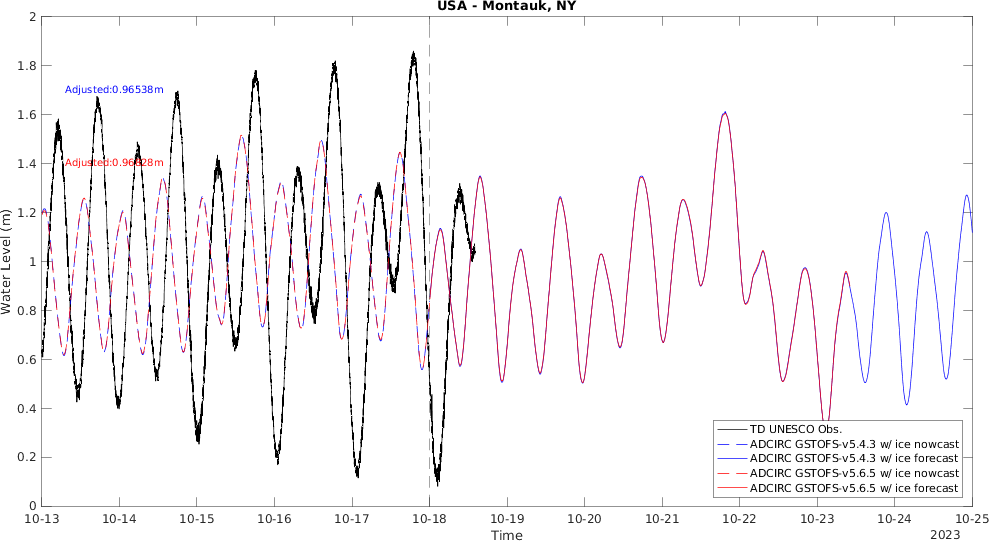 USA - Montauk, NY
Water Level (m)
2
1.8
1.6
1.4
1.2
1
0.8
0.6
0.4
0.2
0
Adjusted:0.96538m
TD UNESCO Obs.
ADCIRC GSTOFS-v5.4.3 w/ ice nowcast
ADCIRC GSTOFS-v5.4.3 w/ ice forecast
ADCIRC GSTOFS-v5.6.5 w/ ice nowcast
ADCIRC GSTOFS-v5.6.5 w/ ice forecast
10-13 10-14 10-15 10-16 10-17 10-18 10-19 10-20 10-21 10-22 10-23 10-24 10-25
Time
2023